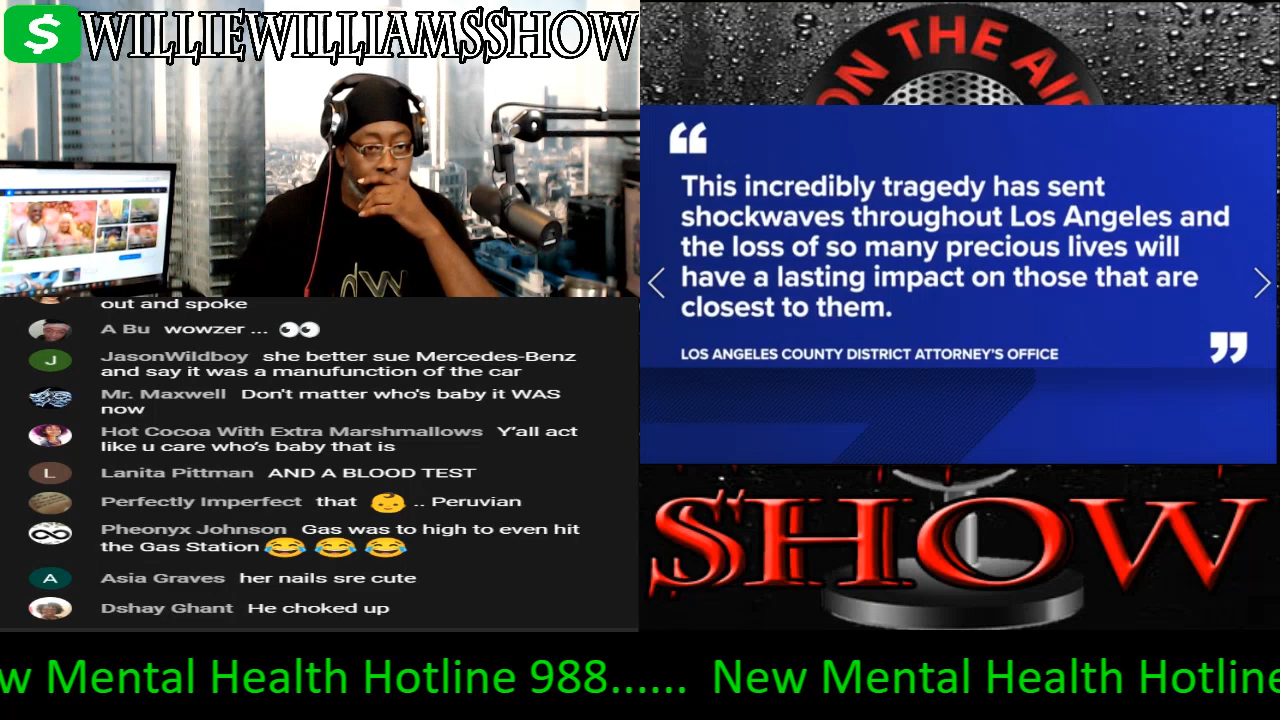 $WILLIEWILLIAMSSHOW
ON THE AIR
“
This incredibly tragedy has sent
shockwaves throughout Los Angeles and
the loss of so many precious lives will
have a lasting impact on those that are
closest to them.
LOS ANGELES COUNTY DISTRICT ATTORNEY'S OFFICE
”
dw
out and spoke
A Bu wowzer ... 👀
J
JasonWildboy she better sue Mercedes-Benz
and say it was a manufunction of the car
Mr. Maxwell Don't matter who's baby it WAS
now
Hot Cocoa With Extra Marshmallows Y'all act
like u care who's baby that is
L
Lanita Pittman AND A BLOOD TEST
Perfectly Imperfect that 👶 .. Peruvian
Pheonyx Johnson Gas was to high to even hit
the Gas Station 😂 😂 😂
A
Asia Graves her nails sre cute
Dshay Ghant He choked up
SHOW
w Mental Health Hotline 988...... New Mental Health Hotline